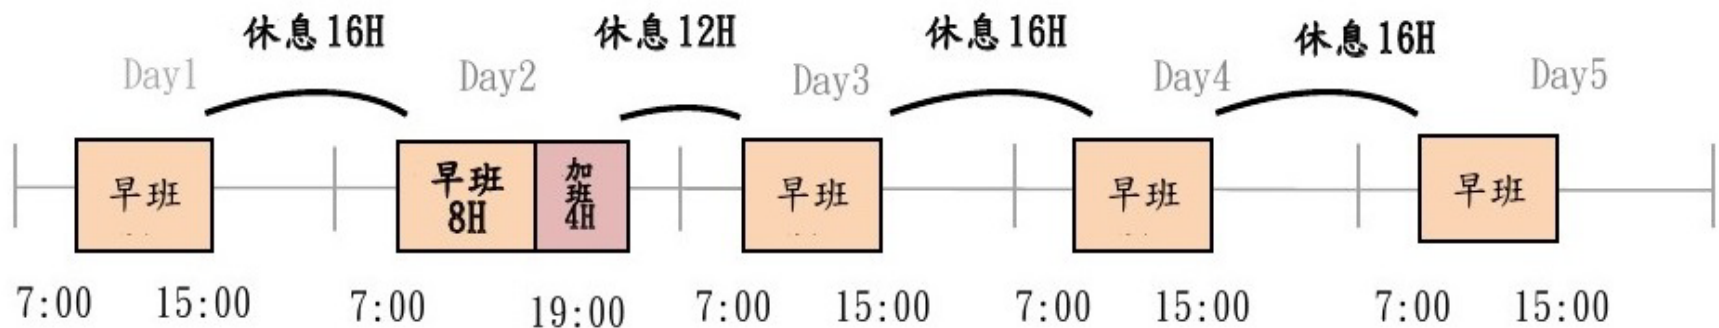 休息16H 休息12H 休息16H 休息16H
Day1 Day2 Day3 Day4 Day5
早班 早班 8H 加班 4H 早班 早班 早班
7:00 15:00 7:00 19:00 7:00 15:00 7:00 15:00 7:00 15:00